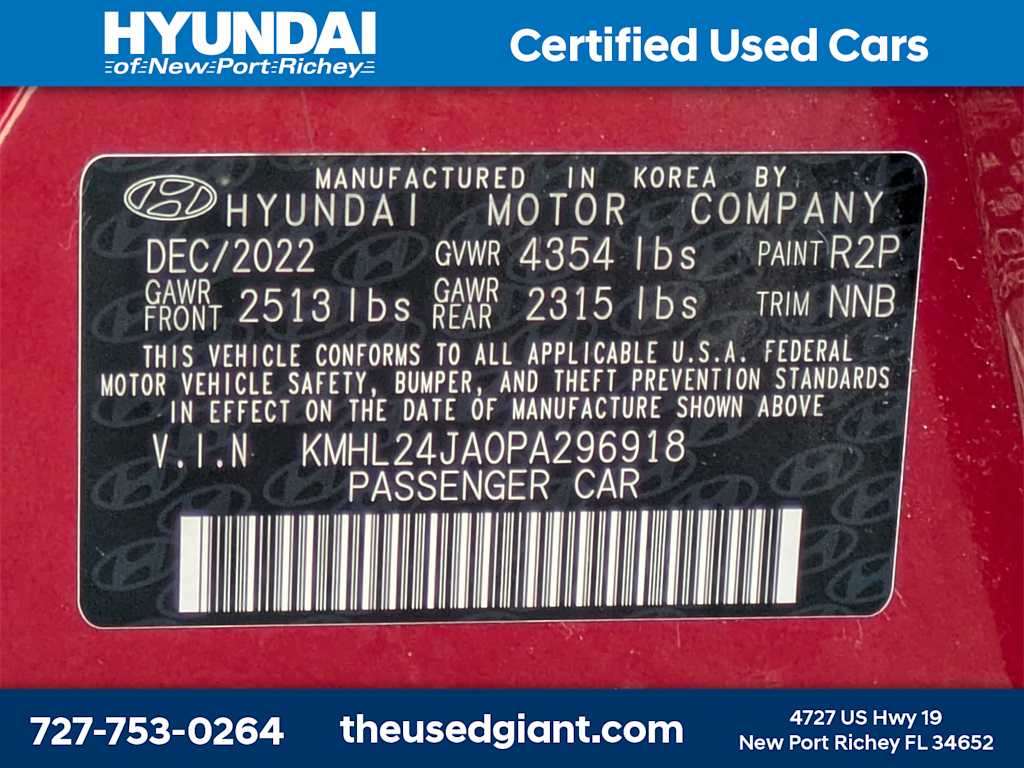 HYUNDAI
of New Port Richey
Certified Used Cars
MANUFACTURED IN KOREA BY
HYUNDAI MOTOR COMPANY
DEC/2022 GVWR 4354 lbs PAINT R2P
GAWR FRONT 2513 lbs GAWR REAR 2315 lbs TRIM NNB
THIS VEHICLE CONFORMS TO ALL APPLICABLE U.S.A. FEDERAL
MOTOR VEHICLE SAFETY, BUMPER, AND THEFT PREVENTION STANDARDS
IN EFFECT ON THE DATE OF MANUFACTURE SHOWN ABOVE
V.I.N KMHL24JA0PA296918
PASSENGER CAR
727-753-0264
theusedgiant.com
4727 US Hwy 19
New Port Richey FL 34652